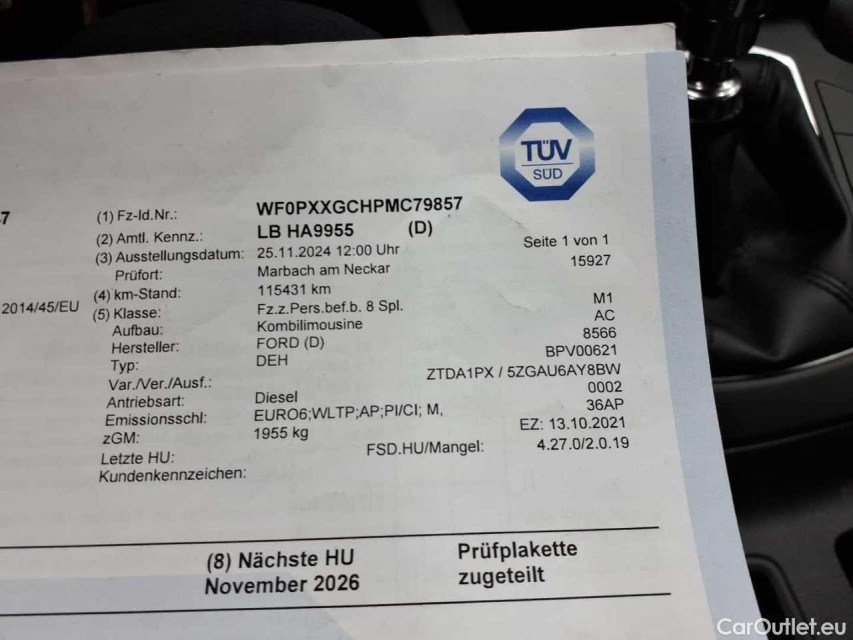 TÜV
SÜD
7
(1) Fz-Id.Nr.: WF0PXXGCHPMC79857
(2) Amtl. Kennz.: LB HA9955 (D)
Seite 1 von 1
(3) Ausstellungsdatum: 25.11.2024 12:00 Uhr
15927
Prüfort: Marbach am Neckar
2014/45/EU
(4) km-Stand: 115431 km
(5) Klasse: Fz.z.Pers.bef.b. 8 Spl. M1
Aufbau: Kombilimousine AC
Hersteller: FORD (D) 8566
Typ: DEH BPV00621
Var./Ver./Ausf.: ZTDA1PX / 5ZGAU6AY8BW
Antriebsart: Diesel 0002
Emissionsschl: EURO6;WLTP;AP;PI/CI; M, 36AP
zGM: 1955 kg EZ: 13.10.2021
Letzte HU: FSD.HU/Mangel: 4.27.0/2.0.19
Kundenkennzeichen:
(8) Nächste HU Prüfplakette
November 2026 zugeteilt
CarOutlet.eu